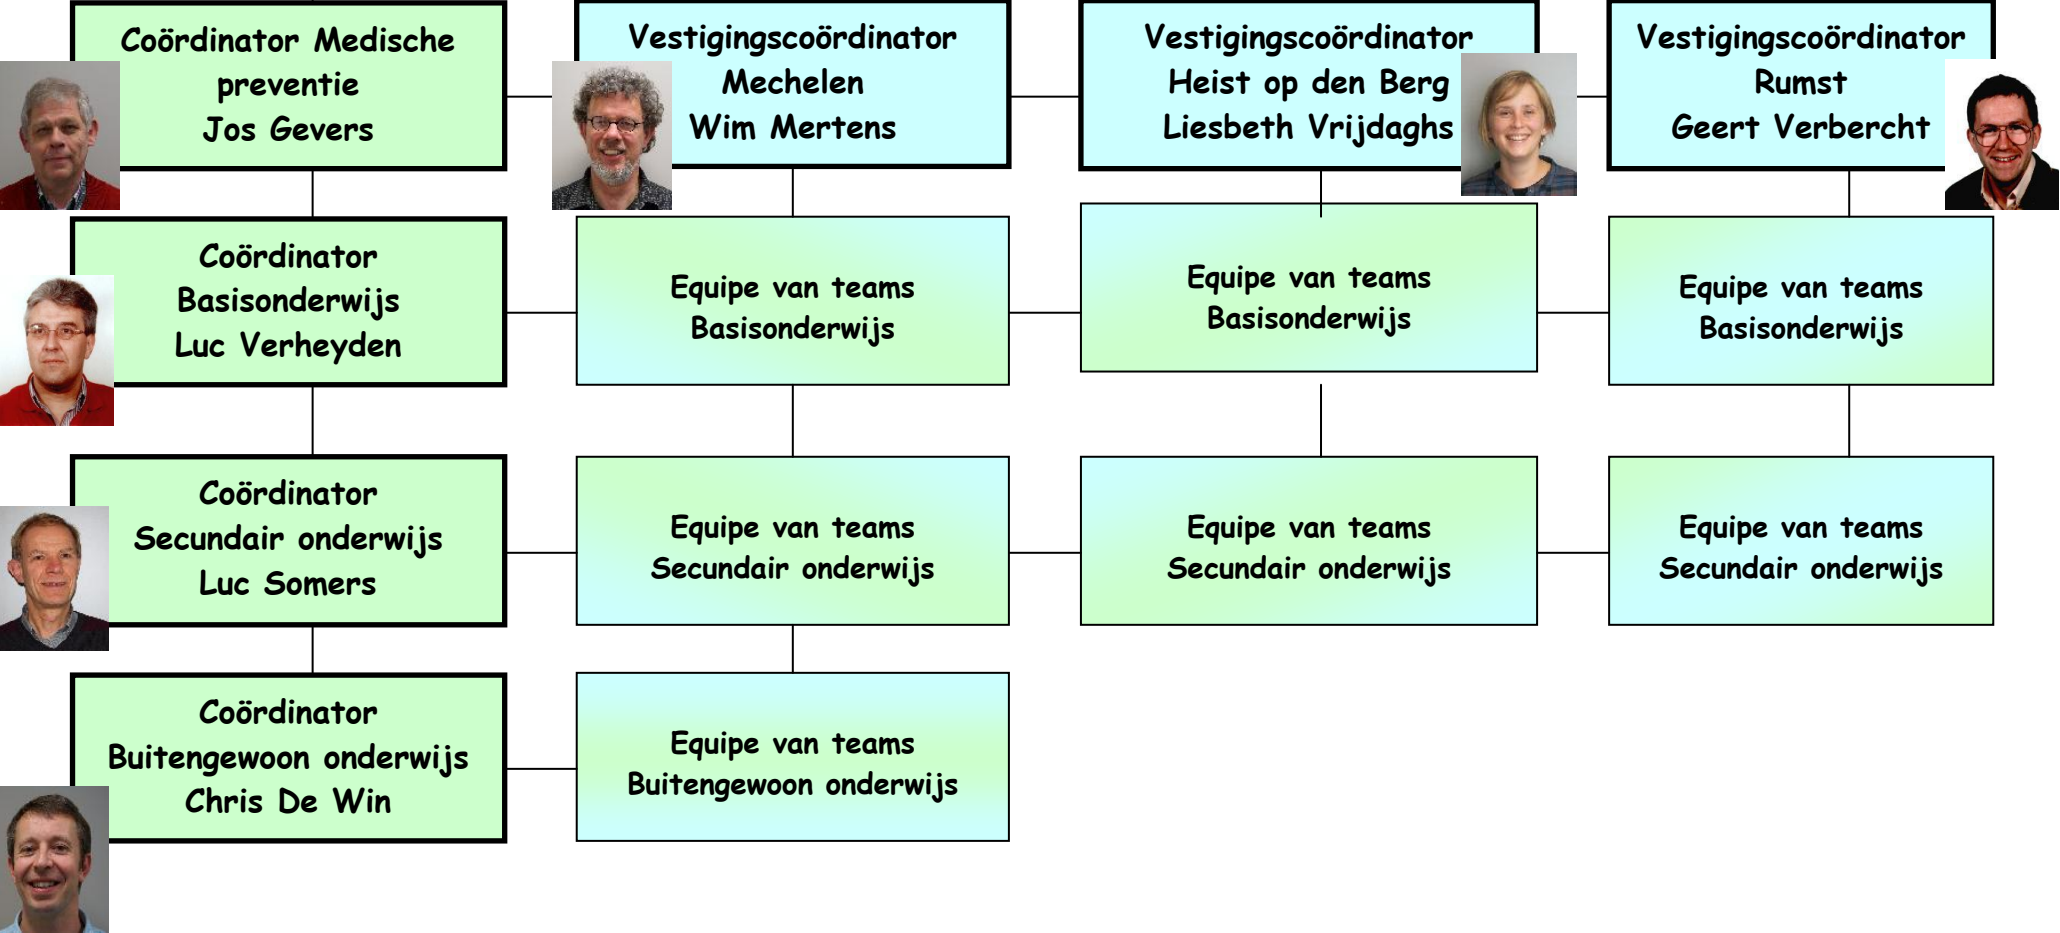 Coördinator Medische
preventie
Jos Gevers
Vestigingscoördinator
Mechelen
Wim Mertens
Vestigingscoördinator
Heist op den Berg
Liesbeth Vrijdaghs
Vestigingscoördinator
Rumst
Geert Verbercht
Coördinator
Basisonderwijs
Luc Verheyden
Equipe van teams
Basisonderwijs
Equipe van teams
Basisonderwijs
Equipe van teams
Basisonderwijs
Coördinator
Secundair onderwijs
Luc Somers
Equipe van teams
Secundair onderwijs
Equipe van teams
Secundair onderwijs
Equipe van teams
Secundair onderwijs
Coördinator
Buitengewoon onderwijs
Chris De Win
Equipe van teams
Buitengewoon onderwijs